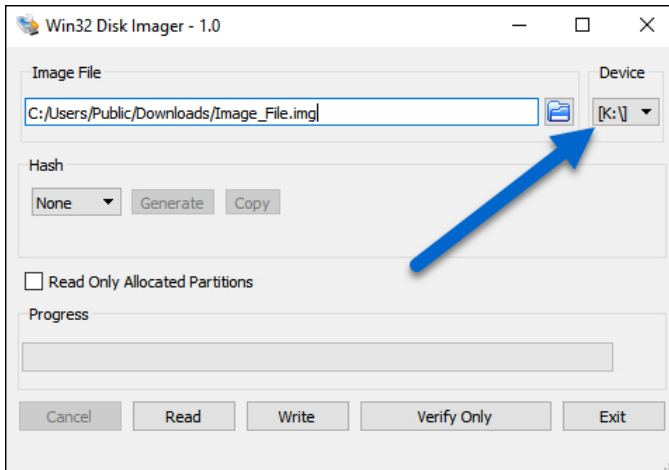 Win32 Disk Imager - 1.0
Image File
Device
C:/Users/Public/Downloads/Image_File.img
[K:\]
Hash
None Generate Copy
Read Only Allocated Partitions
Progress
Cancel Read Write Verify Only Exit